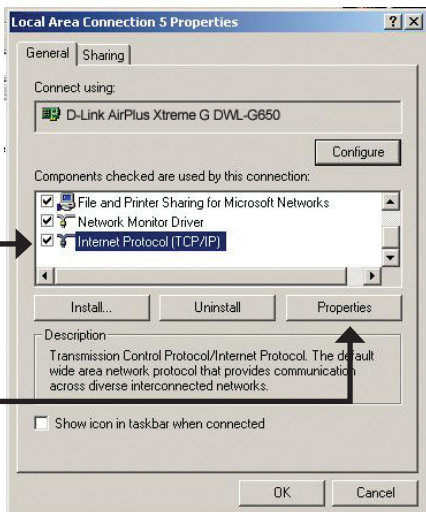 Local Area Connection 5 Properties
General
Sharing
Connect using:
D-Link AirPlus Xtreme G DWL-G650
Configure
Components checked are used by this connection:
File and Printer Sharing for Microsoft Networks
Network Monitor Driver
Internet Protocol (TCP/IP)
Install...
Uninstall
Properties
Description
Transmission Control Protocol/Internet Protocol. The default
wide area network protocol that provides communication
across diverse interconnected networks.
Show icon in taskbar when connected
OK
Cancel